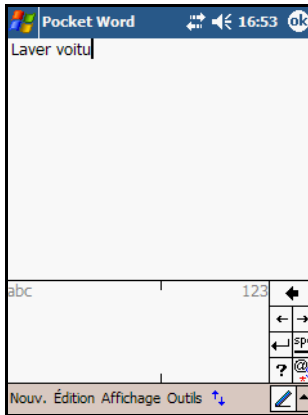 Pocket Word 16:53 ok
Laver voitu
abc 123
?
@
Nouv. Édition Affichage Outils